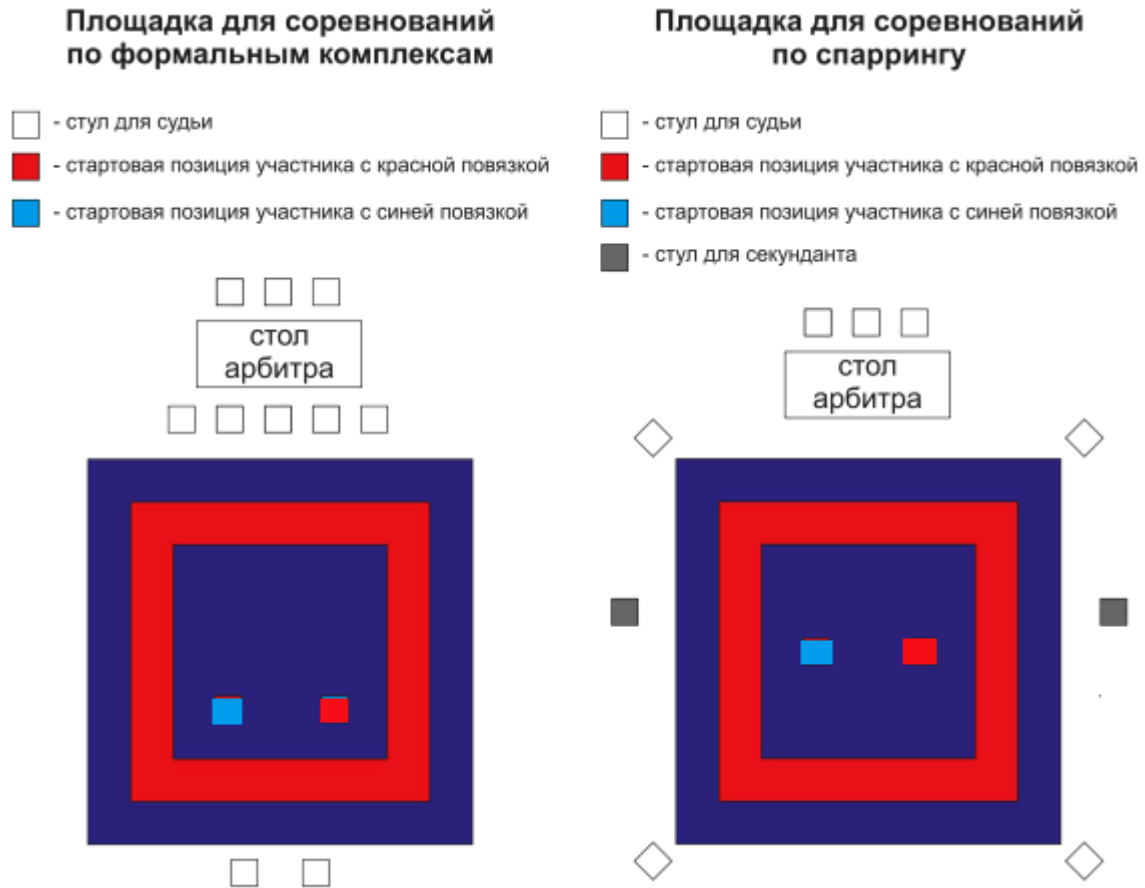 Площадка для соревнований
по формальным комплексам
- стул для судьи
- стартовая позиция участника с красной повязкой
- стартовая позиция участника с синей повязкой
стол
арбитра
Площадка для соревнований
по спаррингу
- стул для судьи
- стартовая позиция участника с красной повязкой
- стартовая позиция участника с синей повязкой
- стул для секунданта
стол
арбитра